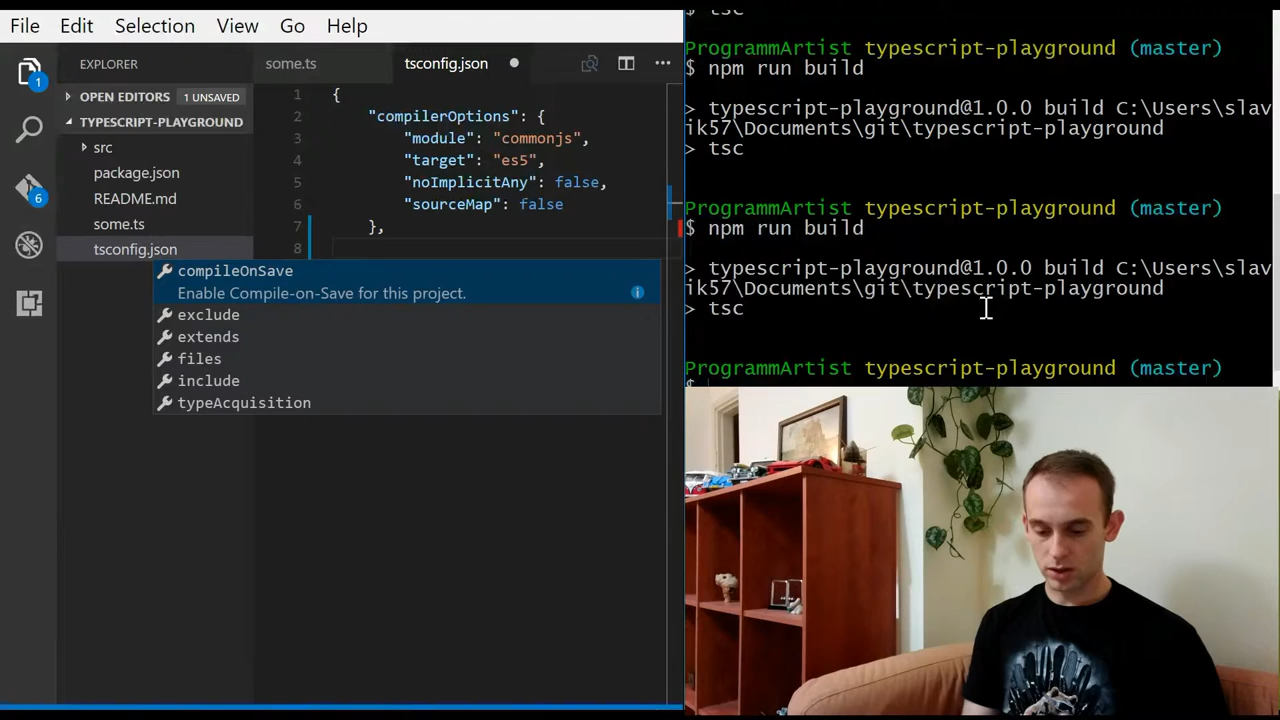 File Edit Selection View Go Help
EXPLORER
OPEN EDITORS 1 UNSAVED
TYPESCRIPT-PLAYGROUND
src
package.json
README.md
some.ts
tsconfig.json
1
6
some.ts tsconfig.json
1 {
2 "compilerOptions": {
3 "module": "commonjs",
4 "target": "es5",
5 "noImplicitAny": false,
6 "sourceMap": false
7 },
8
compileOnSave
Enable Compile-on-Save for this project.
exclude
extends
files
include
typeAcquisition
$ tsc
ProgrammArtist typescript-playground (master)
$ npm run build
> typescript-playground@1.0.0 build C:\Users\slav
ik57\Documents\git\typescript-playground
> tsc
ProgrammArtist typescript-playground (master)
$ npm run build
> typescript-playground@1.0.0 build C:\Users\slav
ik57\Documents\git\typescript-playground
> tsc
ProgrammArtist typescript-playground (master)
$